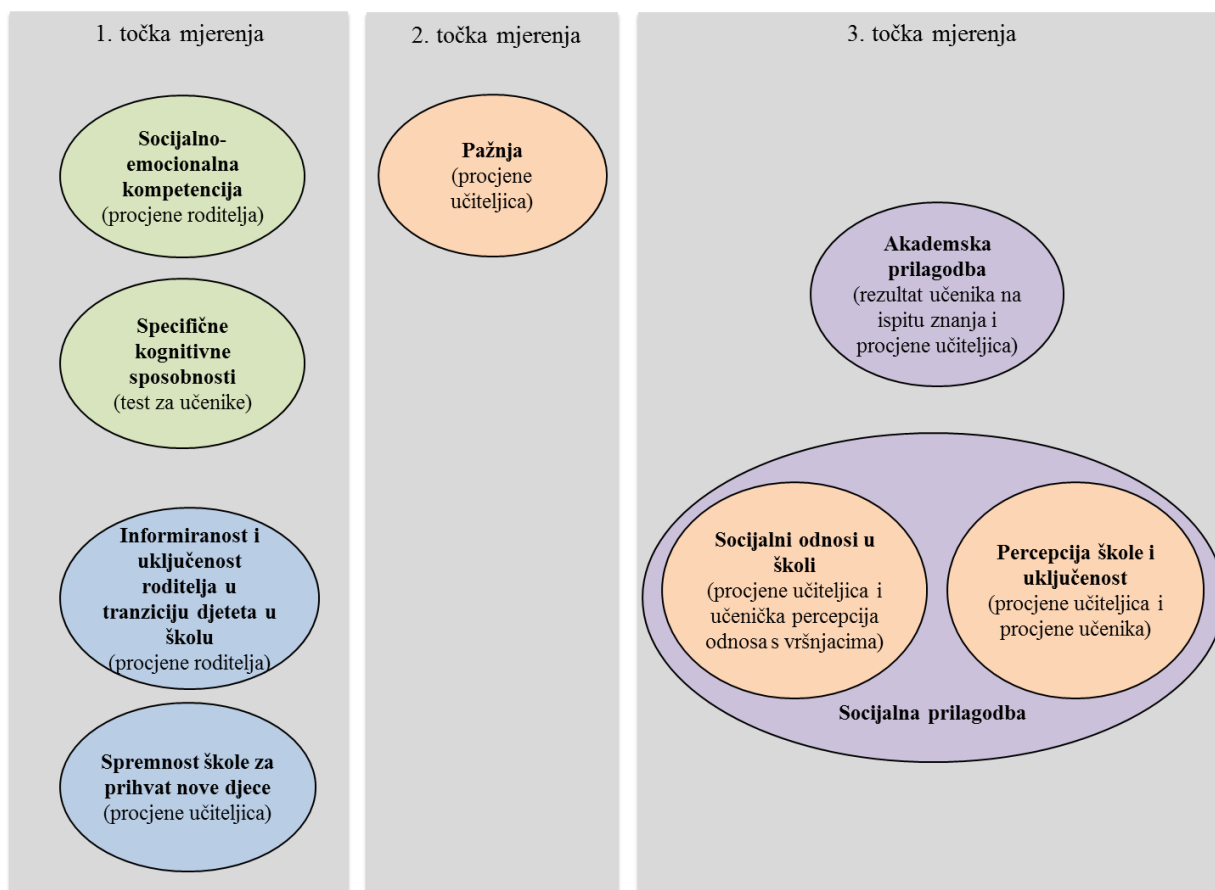 1. točka mjerenja
Socijalno-
emocionalna
kompetencija
(procjene roditelja)
Specifične
kognitivne
sposobnosti
(test za učenike)
Informiranost i
uključenost
roditelja u
tranziciju djeteta u
školu
(procjene roditelja)
Spremnost škole za
prihvat nove djece
(procjene učiteljica)
2. točka mjerenja
Pažnja
(procjene
učiteljica)
3. točka mjerenja
Akademska
prilagodba
(rezultat učenika na
ispitu znanja i
procjene učiteljica)
Socijalni odnosi u
školi
(procjene učiteljica i
učenička percepcija
odnosa s vršnjacima)
Percepcija škole i
uključenost
(procjene učiteljica i
procjene učenika)
Socijalna prilagodba